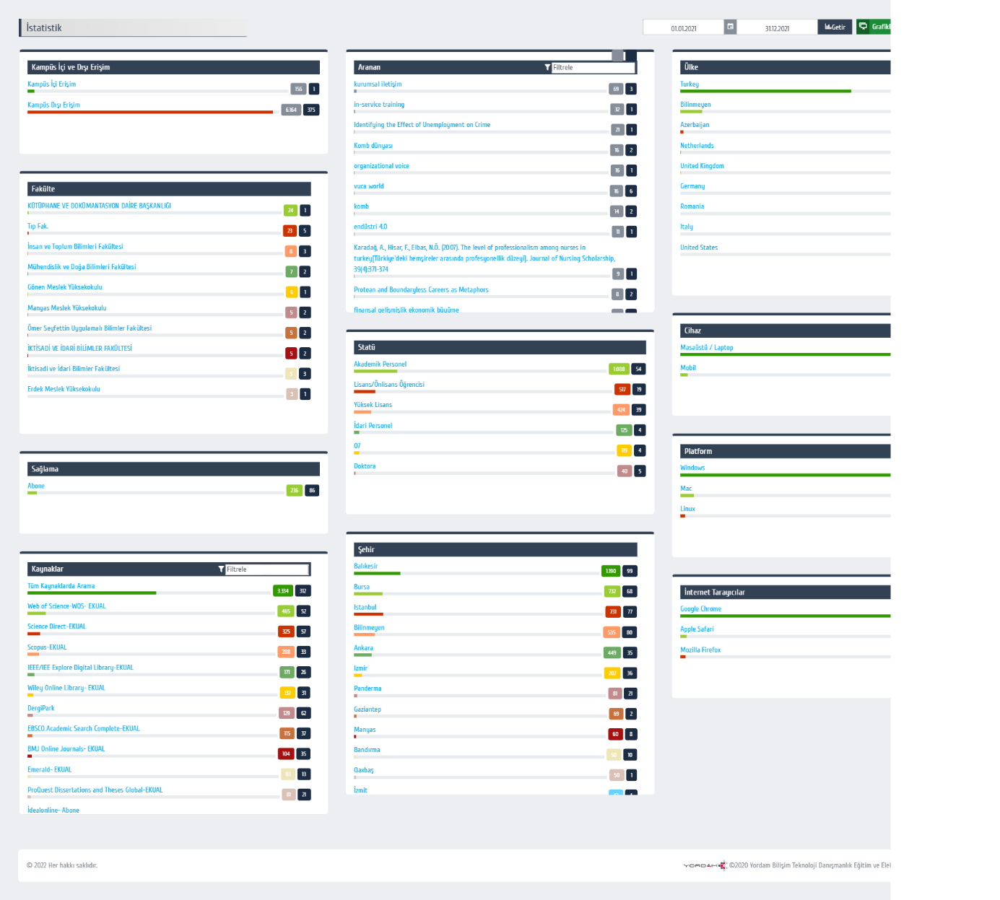 İstatistik
01.01.2021
31.12.2021
Getir
Kampüs İçi ve Dışı Erişim
Kampüs İçi Erişim
156 1
Kampüs Dışı Erişim
6.164 375
Fakülte
KÜTÜPHANE VE DOKÜMANTASYON DAİRE BAŞKANLIĞI
24 1
Tıp Fak.
23 5
İnsan ve Toplum Bilimleri Fakültesi
8 3
Mühendislik ve Doğa Bilimleri Fakültesi
7 2
Gönen Meslek Yüksekokulu
6 1
Manyas Meslek Yüksekokulu
5 2
Ömer Seyfettin Uygulamalı Bilimler Fakültesi
5 2
İKTİSADİ VE İDARİ BİLİMLER FAKÜLTESİ
5 2
İktisadi ve İdari Bilimler Fakültesi
5 3
Erdek Meslek Yüksekokulu
3 1
Sağlama
Abone
236 86
Kaynaklar
Filtrele
Tüm Kaynaklarda Arama
3.334 312
Web of Science-WOS- EKUAL
465 52
Science Direct-EKUAL
325 57
Scopus-EKUAL
288 33
IEEE/IEE Explore Digital Library-EKUAL
171 26
Wiley Online Library- EKUAL
137 31
DergiPark
129 62
EBSCO Academic Search Complete-EKUAL
115 37
BMJ Online Journals- EKUAL
104 35
Emerald- EKUAL
13
ProQuest Dissertations and Theses Global-EKUAL
81 21
İdealonline- Abone
Aranan
Filtrele
kurumsal iletişim
69 3
in-service training
32 1
Identifying the Effect of Unemployment on Crime
21 1
Komb dünyası
16 2
organizational voice
16 1
vuca world
16 6
komb
14 2
endüstri 4.0
11 1
Karadağ, A., Hisar, F., Elbas, N.Ö. (2007). The level of professionalism among nurses in
turkey[Türkiye'deki hemşireler arasında profesyonellik düzeyi]. Journal of Nursing Scholarship,
39(4):371-374
9 1
Protean and Boundaryless Careers as Metaphors
8 2
finansal gelişmişlik ekonomik büyüme
Statü
Akademik Personel
1.088 54
Lisans/Önlisans Öğrencisi
517 19
Yüksek Lisans
424 39
İdari Personel
125 4
07
119 4
Doktora
40 5
Şehir
Balıkesir
1.190 99
Bursa
732 68
Istanbul
731 77
Bilinmeyen
535 80
Ankara
449 35
Izmir
202 36
Panderma
81 21
Gaziantep
69 2
Manyas
60 8
Bandırma
50 10
Qaxbaş
50 1
İzmit
Ülke
Turkey
Bilinmeyen
Azerbaijan
Netherlands
United Kingdom
Germany
Romania
Italy
United States
Cihaz
Masaüstü / Laptop
Mobil
Platform
Windows
Mac
Linux
İnternet Tarayıcılar
Google Chrome
Apple Safari
Mozilla Firefox
© 2022 Her hakkı saklıdır.
YORDAM ©2020 Yordam Bilişim Teknoloji Danışmanlık Eğitim ve Elek